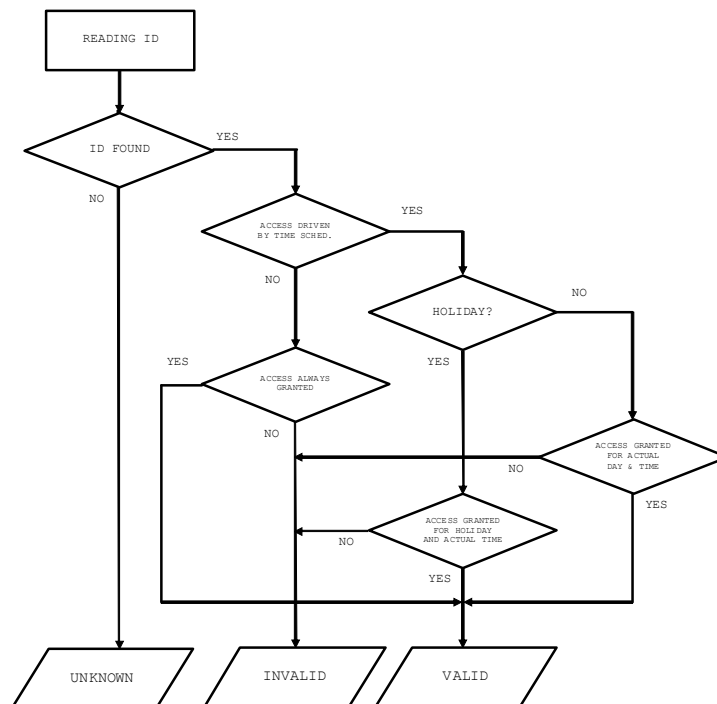 READING ID
YES
ID FOUND
NO
YES
ACCESS DRIVEN
BY TIME SCHED.
NO
NO
HOLIDAY?
YES
YES
ACCESS ALWAYS
GRANTED
NO
ACCESS GRANTED
FOR ACTUAL
DAY & TIME
NO
YES
ACCESS GRANTED
FOR HOLIDAY
AND ACTUAL TIME
NO
YES
UNKNOWN
INVALID
VALID